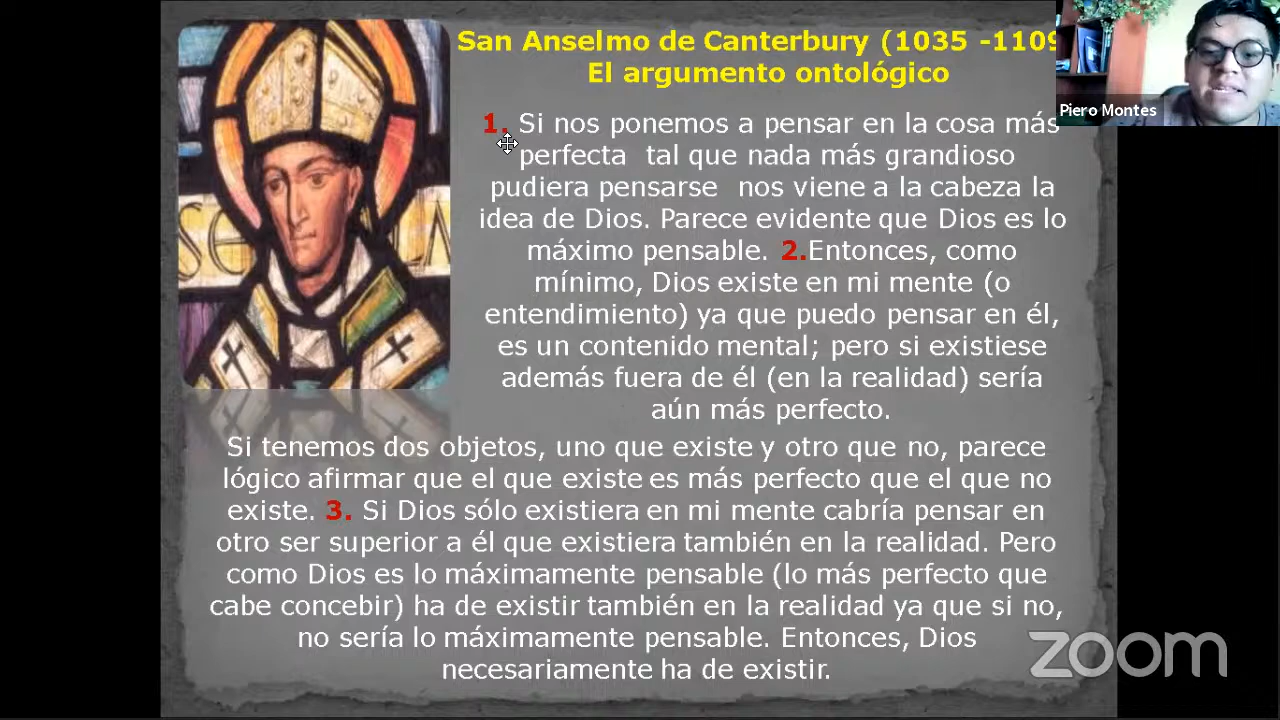 San Anselmo de Canterbury (1035 -1109
El argumento ontológico
Piero Montes
1. Si nos ponemos a pensar en la cosa más
perfecta tal que nada más grandioso
pudiera pensarse nos viene a la cabeza la
idea de Dios. Parece evidente que Dios es lo
máximo pensable. 2.Entonces, como
mínimo, Dios existe en mi mente (o
entendimiento) ya que puedo pensar en él,
es un contenido mental; pero si existiese
además fuera de él (en la realidad) sería
aún más perfecto.
Si tenemos dos objetos, uno que existe y otro que no, parece
lógico afirmar que el que existe es más perfecto que el que no
existe. 3. Si Dios sólo existiera en mi mente cabría pensar en
otro ser superior a él que existiera también en la realidad. Pero
como Dios es lo máximamente pensable (lo más perfecto que
cabe concebir) ha de existir también en la realidad ya que si no,
no sería lo máximamente pensable. Entonces, Dios
necesariamente ha de existir.
zoom